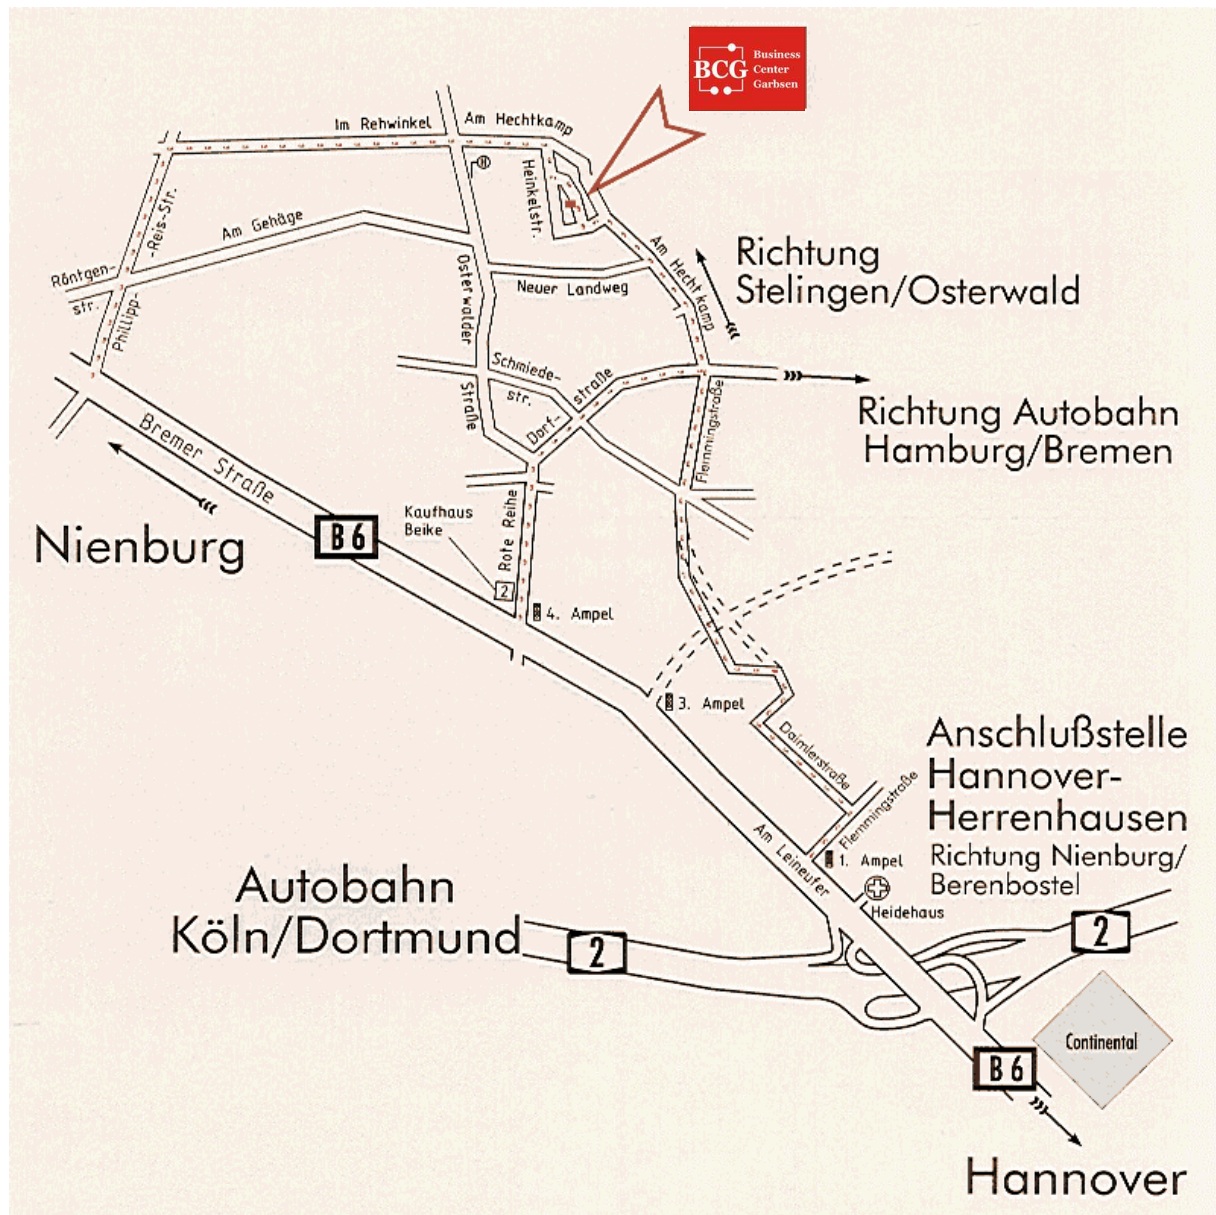 BCG
Business
Center
Garbsen
Im Rehwinkel
Am Hechtkamp
H
Heinkelstr.
-Reis-Str.
Am Gehäge
Röntgen-
str.
Phillipp-
Osterwalder
Straße
Neuer Landweg
Am Hechtkamp
Richtung
Stelingen/Osterwald
Schmiede-
str.
Dorf-
straße
Flemmingstraße
Richtung Autobahn
Hamburg/Bremen
Bremer Straße
Nienburg
B 6
Kaufhaus
Beike
Rote Reihe
2
4. Ampel
3. Ampel
Daimlerstraße
Flemmingstraße
Anschlußstelle
Hannover-
Herrenhausen
Richtung Nienburg/
Berenbostel
Am Leineufer
1. Ampel
Heidehaus
Autobahn
Köln/Dortmund
2
2
Continental
B 6
Hannover